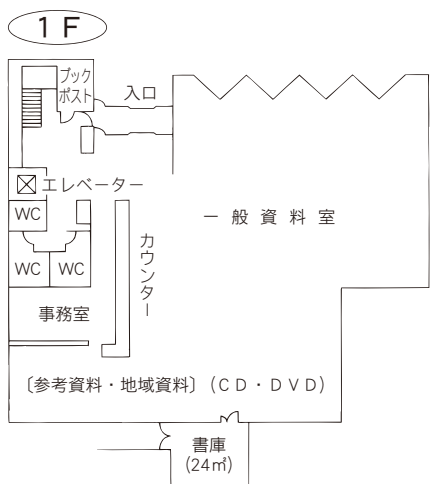 1F
ブック
ポスト
入口
エレベーター
WC
一般資料室
カウンター
WC
WC
事務室
〔参考資料・地域資料〕(CD・DVD)
書庫
(24㎡)